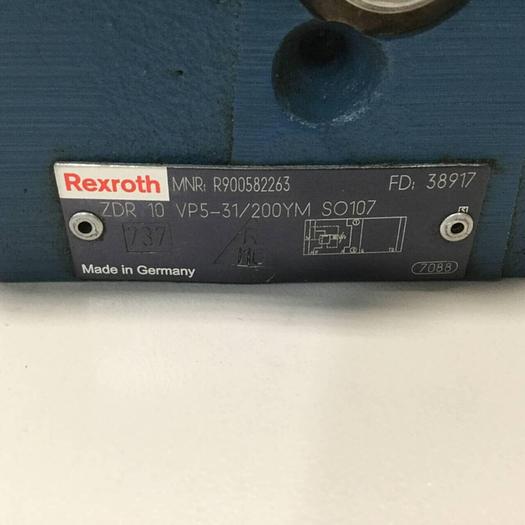 Rexroth MNR: R900582263 FD: 38917
ZDR 10 VP5-31/200YM SO107
737
Made in Germany 7088